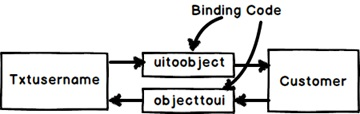 Binding Code
uitoobject
Txtusername
Customer
objecttoui